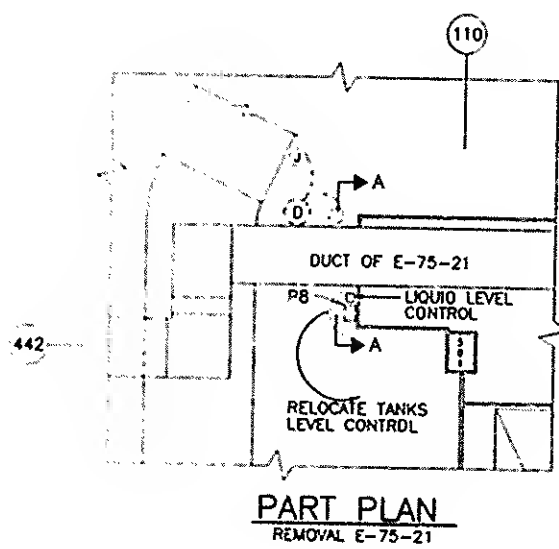 110
J
A
D
DUCT OF E-75-21
P8
LIQUID LEVEL
CONTROL
442
A
RELOCATE TANKS
LEVEL CONTROL
PART PLAN
REMOVAL E-75-21